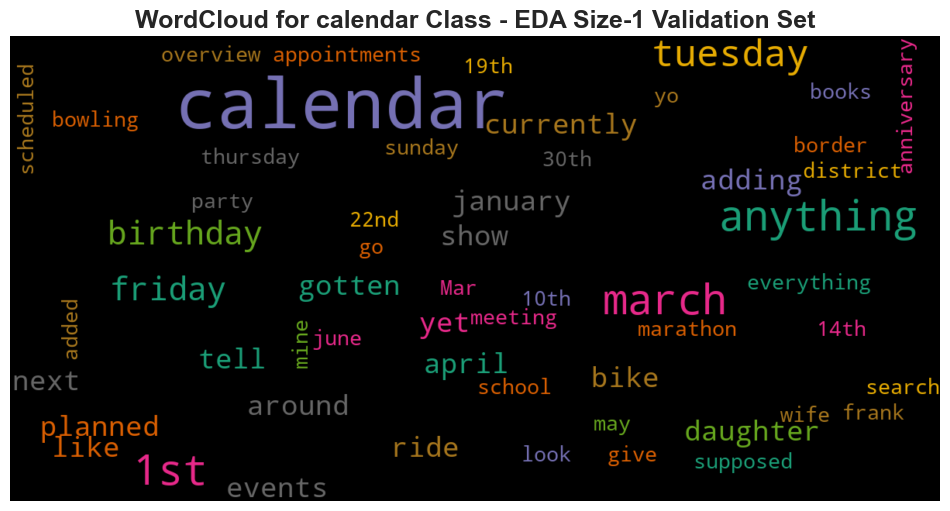 WordCloud for calendar Class - EDA Size-1 Validation Set
overview appointments
19th
tuesday
anniversary
scheduled
bowling
calendar
currently
yo
books
thursday
sunday
30th
border
district
adding
party
22nd
january
anything
birthday
go
show
friday
gotten
Mar
10th
march
everything
added
mine
june
yet
meeting
marathon
14th
tell
april
bike
next
school
search
around
planned
may
wife
frank
like
ride
look
give
daughter
supposed
1st
events